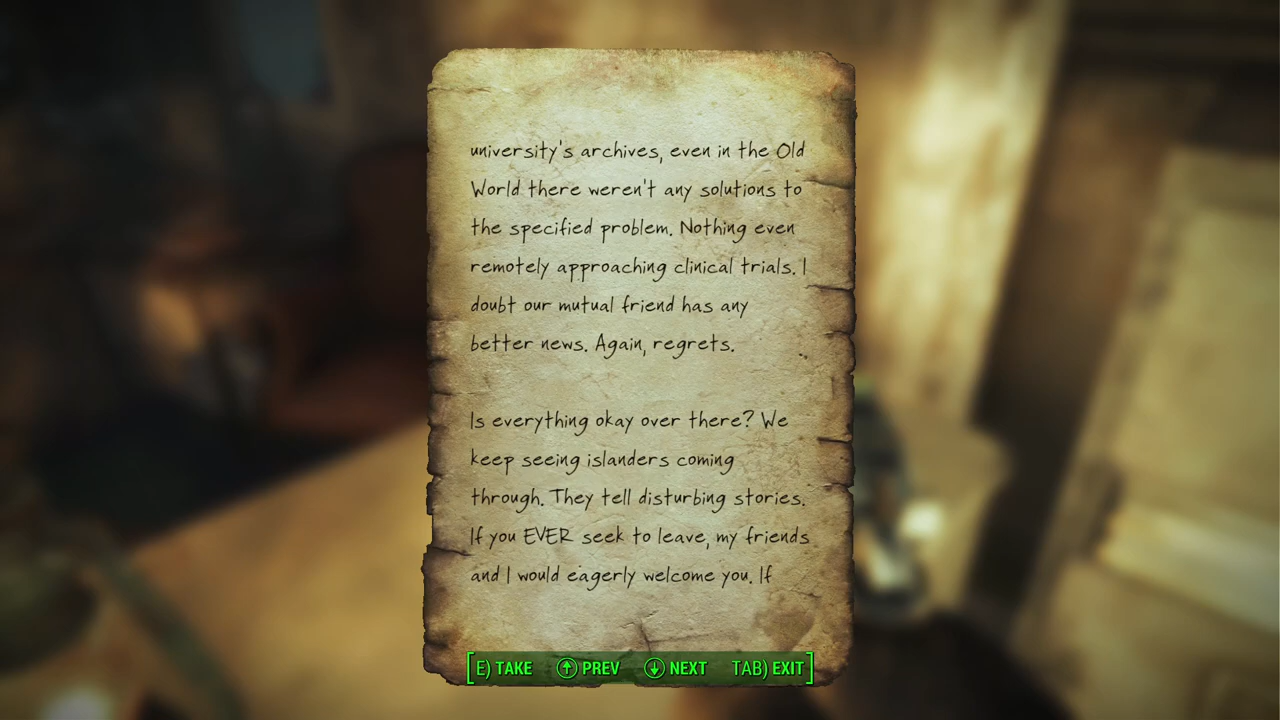 university's archives, even in the Old
World there weren't any solutions to
the specified problem. Nothing even
remotely approaching clinical trials. I
doubt our mutual friend has any
better news. Again, regrets.
Is everything okay over there? We
keep seeing islanders coming
through. They tell disturbing stories.
If you EVER seek to leave, my friends
and I would eagerly welcome you. If
E) TAKE PREV NEXT TAB) EXIT